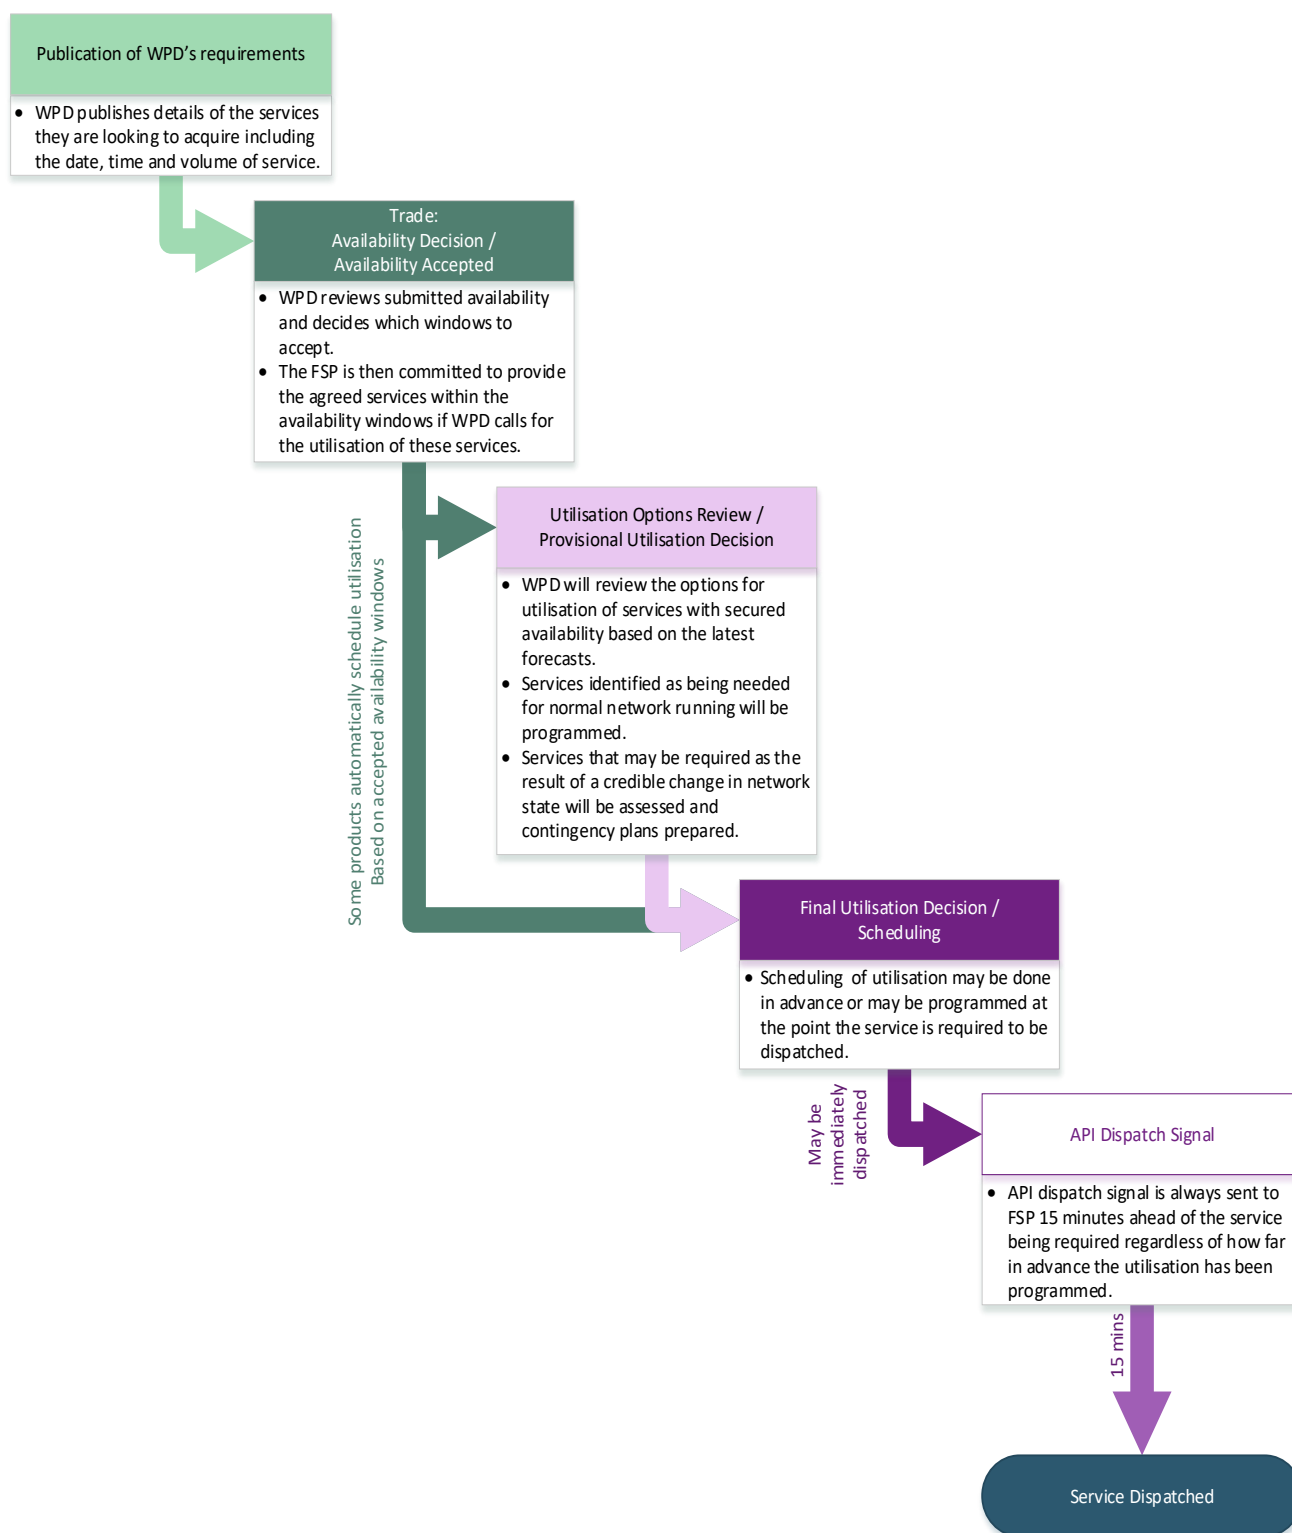 Publication of WPD's requirements
• WPD publishes details of the services
they are looking to acquire including
the date, time and volume of service.
Trade:
Availability Decision /
Availability Accepted
• WPD reviews submitted availability
and decides which windows to
accept.
• The FSP is then committed to provide
the agreed services within the
availability windows if WPD calls for
the utilisation of these services.
Some products automatically schedule utilisation
Based on accepted availability windows
Utilisation Options Review /
Provisional Utilisation Decision
• WPD will review the options for
utilisation of services with secured
availability based on the latest
forecasts.
• Services identified as being needed
for normal network running will be
programmed.
• Services that may be required as the
result of a credible change in network
state will be assessed and
contingency plans prepared.
Final Utilisation Decision /
Scheduling
• Scheduling of utilisation may be done
in advance or may be programmed at
the point the service is required to be
dispatched.
May be
immediately
dispatched
API Dispatch Signal
• API dispatch signal is always sent to
FSP 15 minutes ahead of the service
being required regardless of how far
in advance the utilisation has been
programmed.
15 mins
Service Dispatched